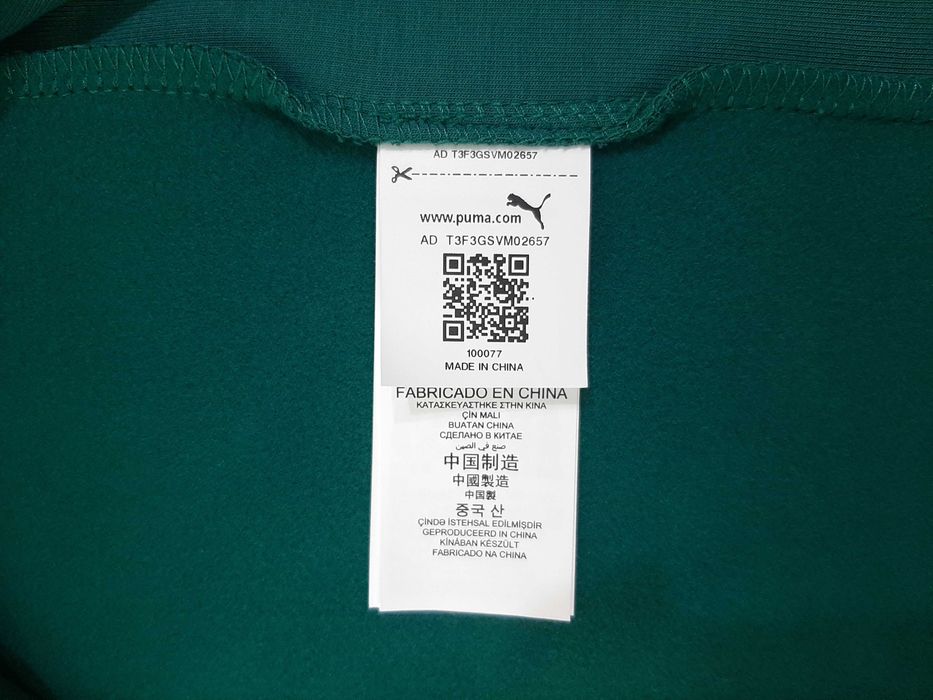 AD T3F3GSVM02657
www.puma.com
AD T3F3GSVM02657
100077
MADE IN CHINA
FABRICADO EN CHINA
ΚΑΤΑΣΚΕΥΑΣΤΗΚΕ ΣΤΗΝ ΚΙΝΑ
ÇİN MALI
BUATAN CHINA
СДЕЛАНО В КИТАЕ
صنع في الصين
中国制造
中國製造
中国製
중국 산
ÇİNDƏ İSTEHSAL EDİLMİŞDİR
GEPRODUCEERD IN CHINA
KÍNÁBAN KÉSZÜLT
FABRICADO NA CHINA